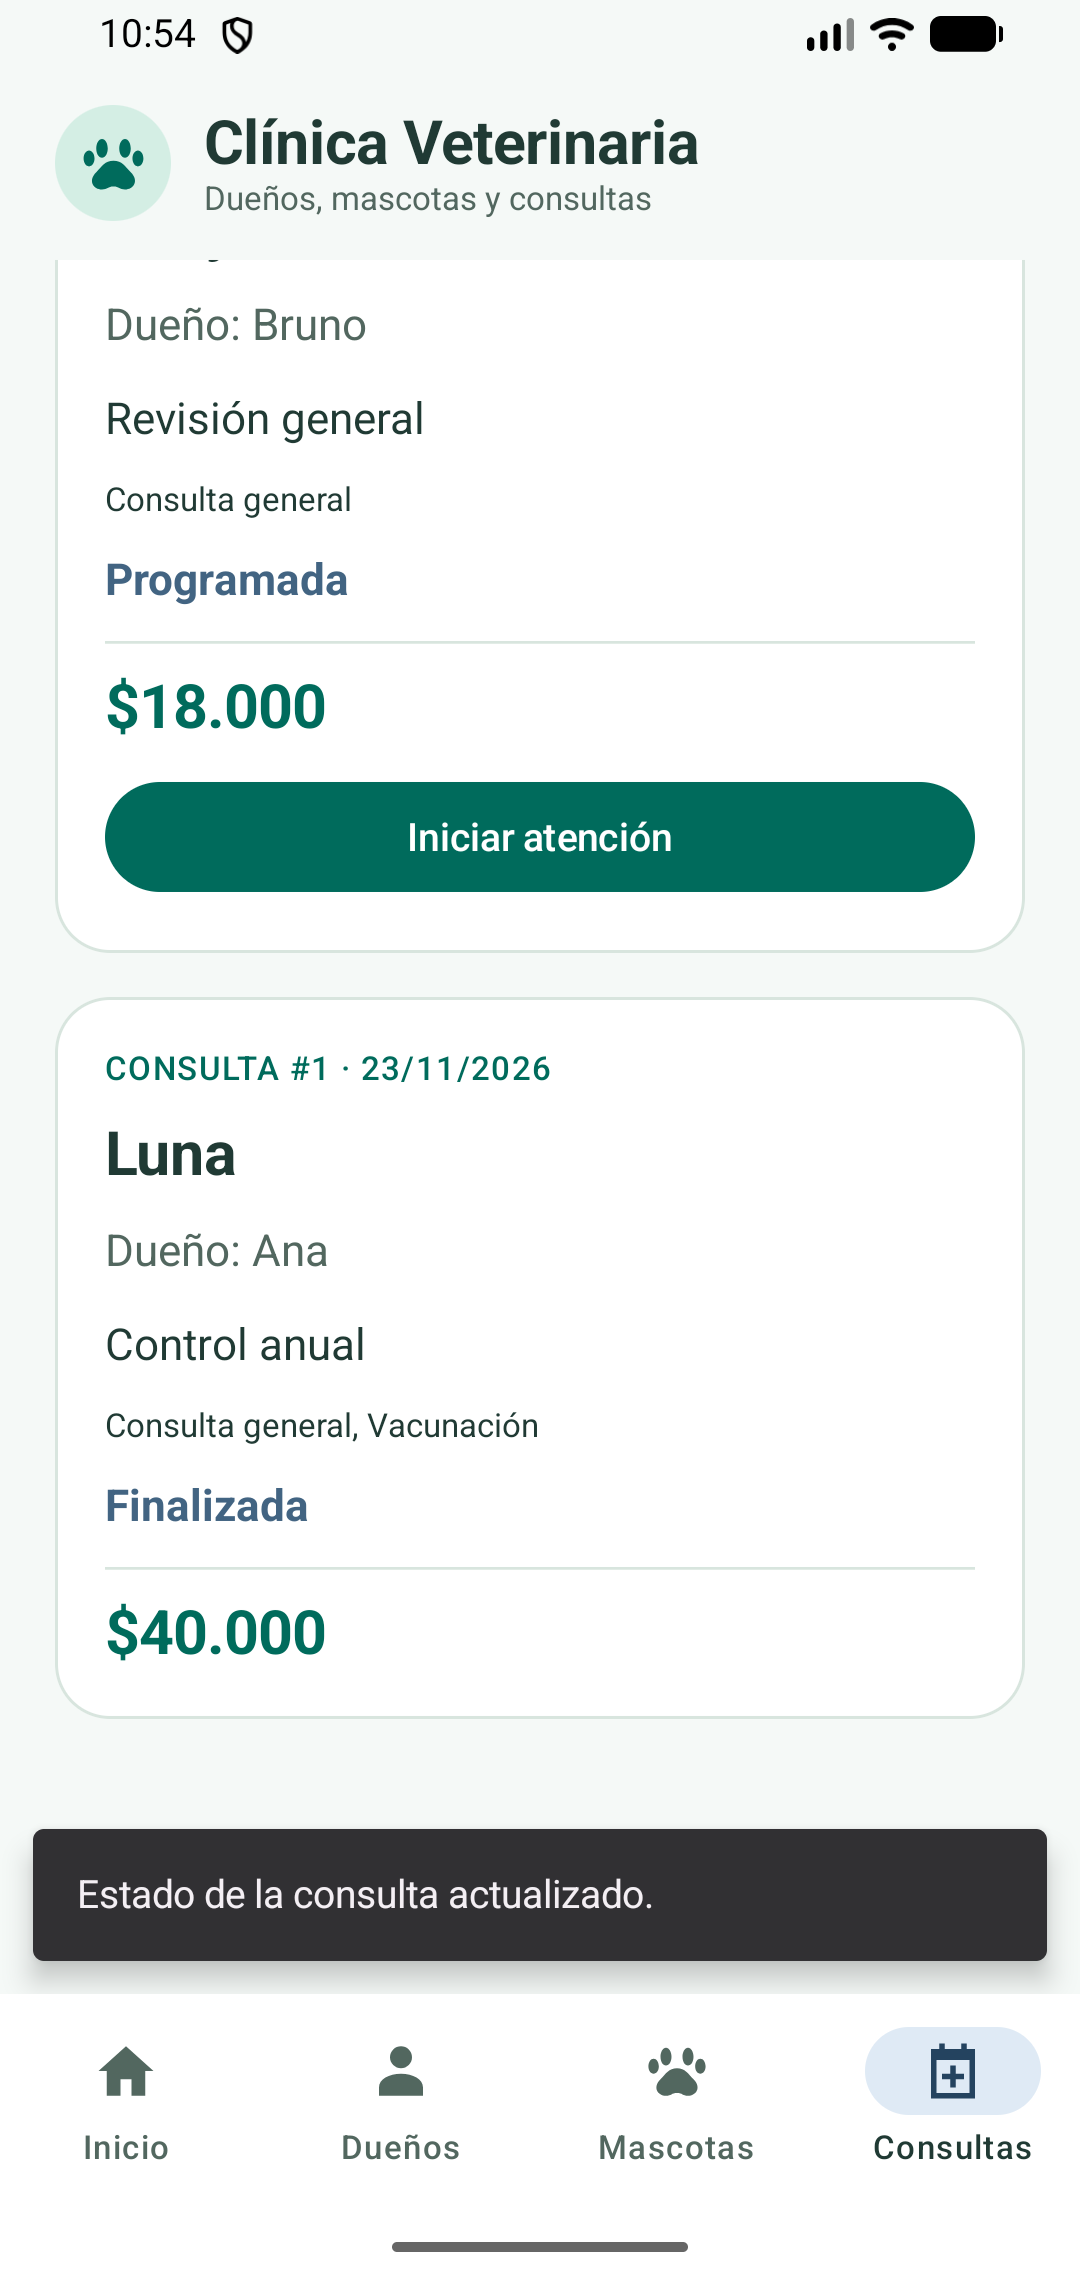 10:54
Clínica Veterinaria
Dueños, mascotas y consultas
Dueño: Bruno
Revisión general
Consulta general
Programada
$18.000
Iniciar atención
CONSULTA #1 · 23/11/2026
Luna
Dueño: Ana
Control anual
Consulta general, Vacunación
Finalizada
$40.000
Estado de la consulta actualizado.
Inicio
Dueños
Mascotas
Consultas